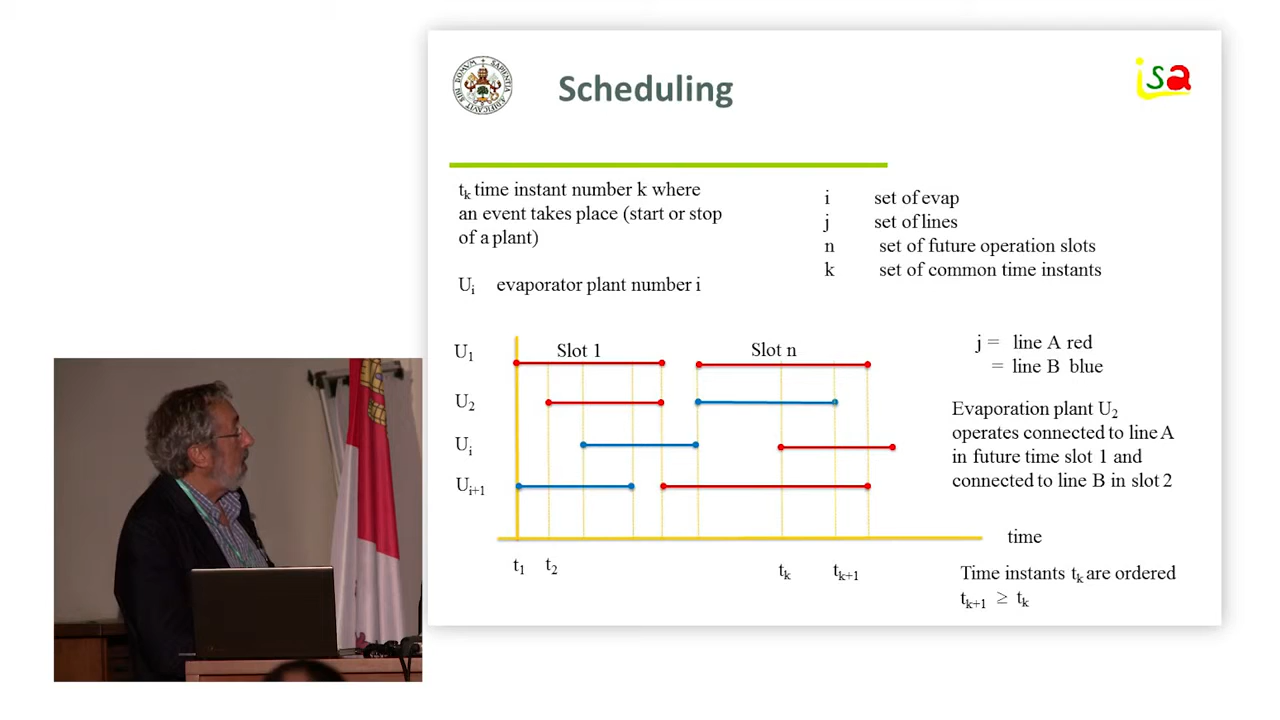 Scheduling
isa
tk time instant number k where
an event takes place (start or stop
of a plant)
Ui evaporator plant number i
i set of evap
j set of lines
n set of future operation slots
k set of common time instants
j = line A red
= line B blue
Slot 1
Slot n
U1
U2
Ui
Ui+1
Evaporation plant U2
operates connected to line A
in future time slot 1 and
connected to line B in slot 2
time
t1
t2
tk
tk+1
Time instants tk are ordered
tk+1 ≥ tk